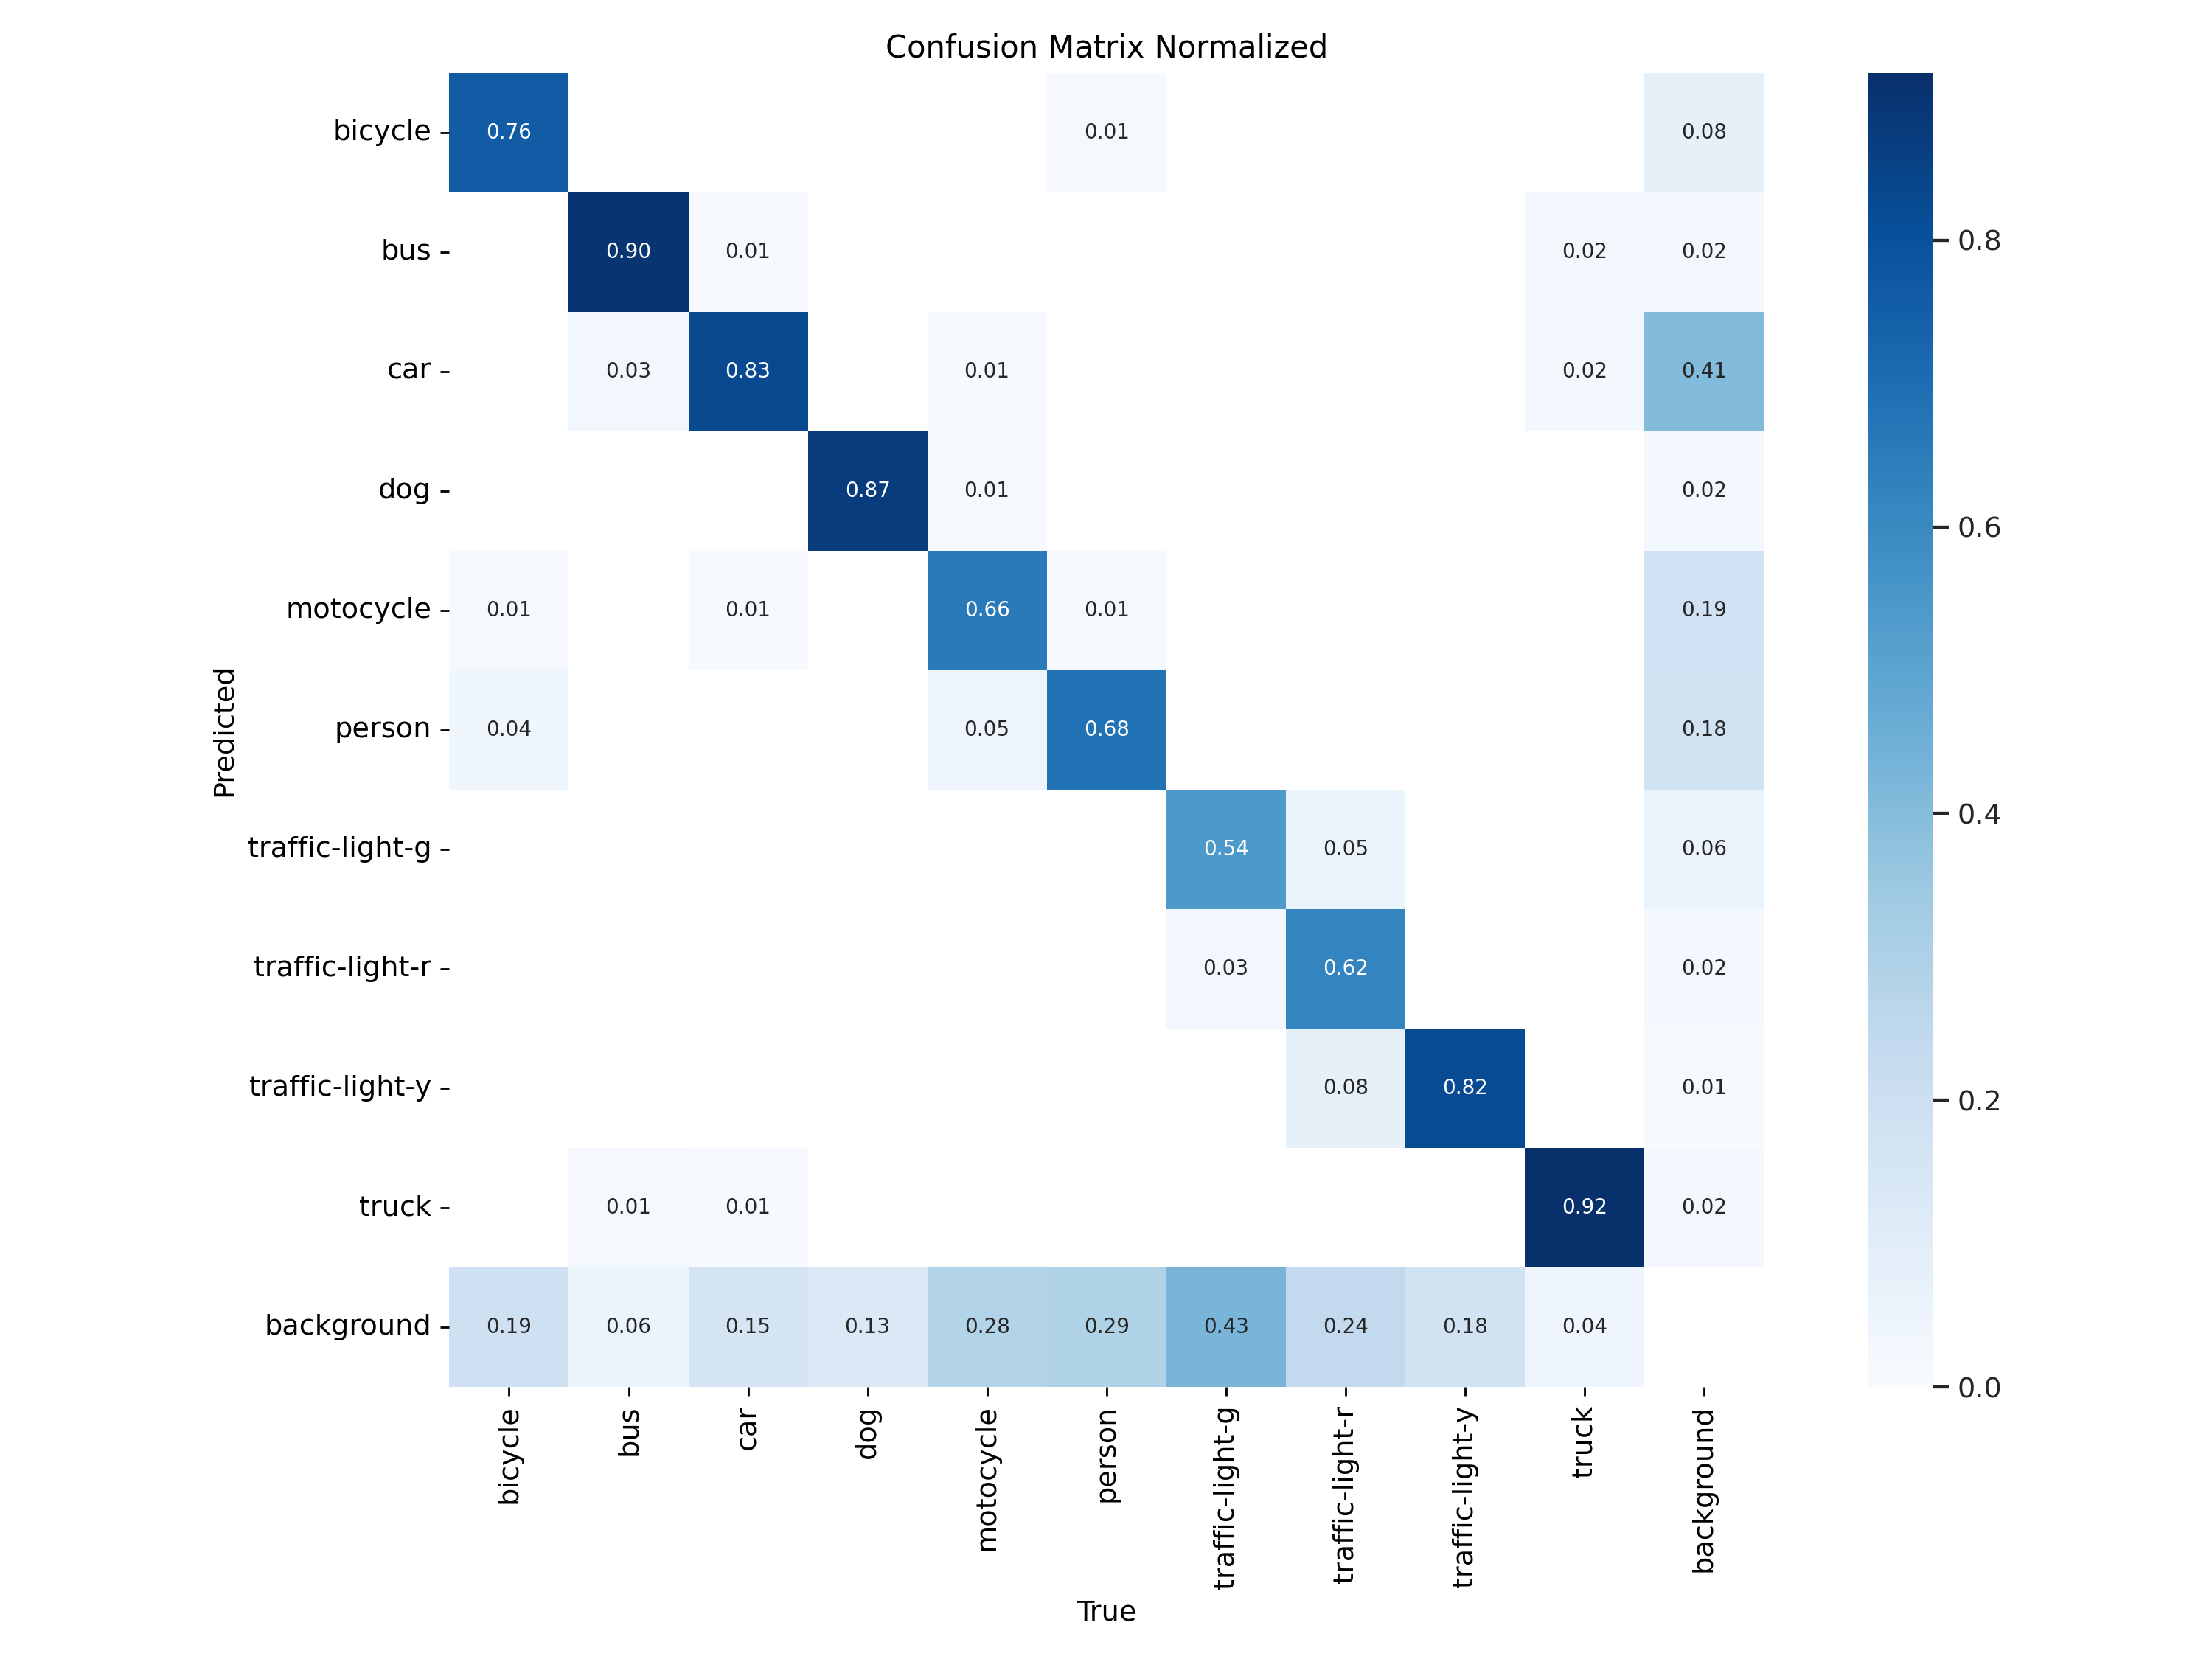 Confusion Matrix Normalized
bicycle 0.76 0.01 0.08
bus 0.90 0.01 0.02 0.02 0.8
car 0.03 0.83 0.01 0.02 0.41
dog 0.87 0.01 0.02 0.6
motocycle 0.01 0.01 0.66 0.01 0.19
Predicted
person 0.04 0.05 0.68 0.18
traffic-light-g 0.54 0.05 0.06 0.4
traffic-light-r 0.03 0.62 0.02
traffic-light-y 0.08 0.82 0.01 0.2
truck 0.01 0.01 0.92 0.02
background 0.19 0.06 0.15 0.13 0.28 0.29 0.43 0.24 0.18 0.04 0.0
bicycle
bus
car
dog
motocycle
person
traffic-light-g
traffic-light-r
traffic-light-y
truck
background
True